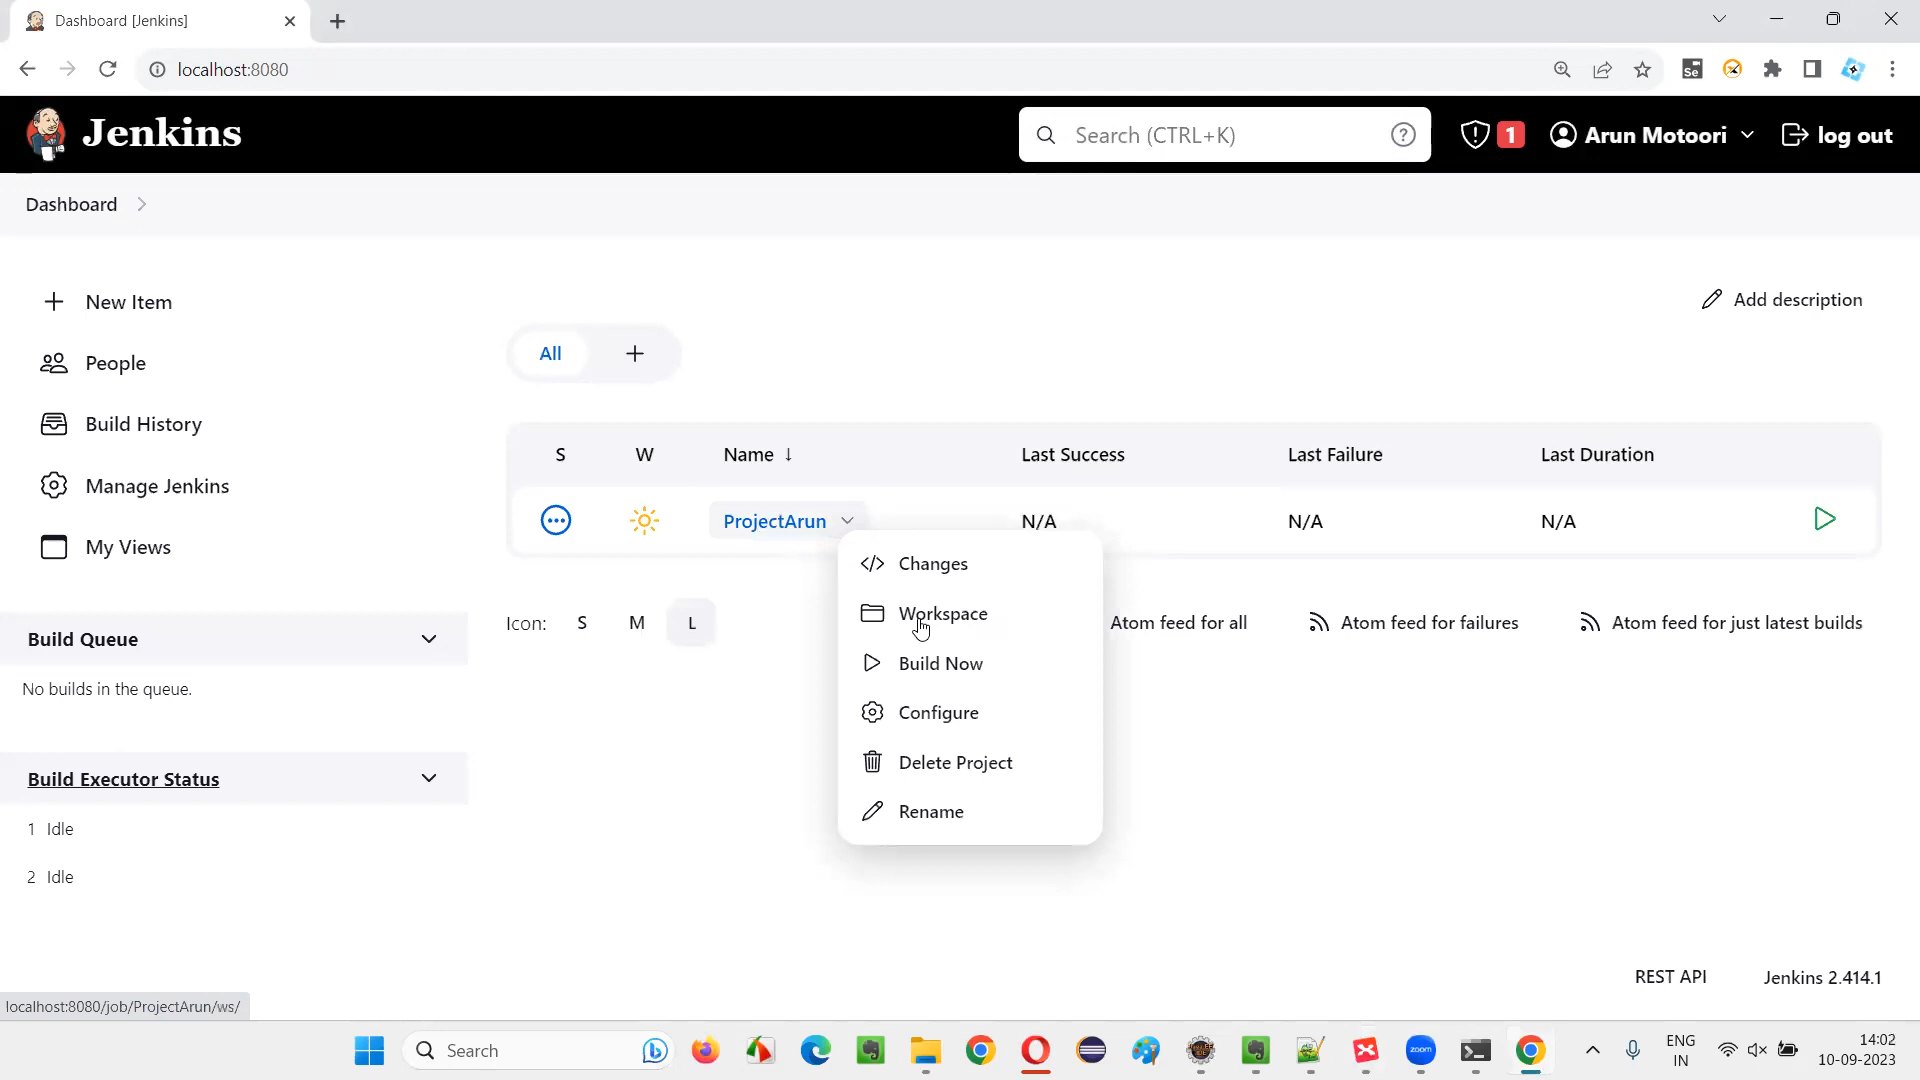 Dashboard [Jenkins]
localhost:8080
Jenkins
Search (CTRL+K)
1
Arun Motoori
log out
Dashboard
New Item
People
Build History
Manage Jenkins
My Views
Add description
All
S W Name ↓ Last Success Last Failure Last Duration
ProjectArun N/A N/A N/A
Changes
Workspace
Build Now
Configure
Delete Project
Rename
Icon: S M L
Atom feed for all
Atom feed for failures
Atom feed for just latest builds
Build Queue
No builds in the queue.
Build Executor Status
1 Idle
2 Idle
REST API
Jenkins 2.414.1
localhost:8080/job/ProjectArun/ws/
Search
Se
zoom
ENG
IN
14:02
10-09-2023